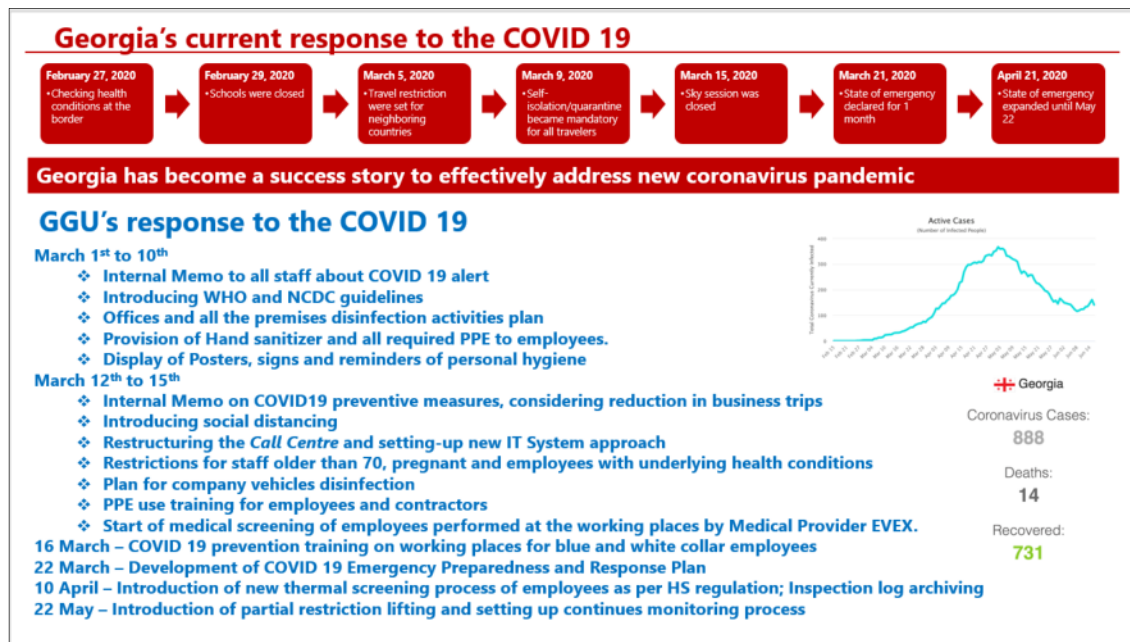 Georgia's current response to the COVID 19
February 27, 2020
•Checking health
conditions at the
border
February 29, 2020
•Schools were closed
March 5, 2020
•Travel restriction
were set for
neighboring
countries
March 9, 2020
•Self-
isolation/quarantine
became mandatory
for all travelers
March 15, 2020
•Sky session was
closed
March 21, 2020
•State of emergency
declared for 1
month
April 21, 2020
•State of emergency
expanded until May
22
Georgia has become a success story to effectively address new coronavirus pandemic
GGU's response to the COVID 19
March 1st to 10th
❖ Internal Memo to all staff about COVID 19 alert
❖ Introducing WHO and NCDC guidelines
❖ Offices and all the premises disinfection activities plan
❖ Provision of Hand sanitizer and all required PPE to employees.
❖ Display of Posters, signs and reminders of personal hygiene
March 12th to 15th
❖ Internal Memo on COVID19 preventive measures, considering reduction in business trips
❖ Introducing social distancing
❖ Restructuring the Call Centre and setting-up new IT System approach
❖ Restrictions for staff older than 70, pregnant and employees with underlying health conditions
❖ Plan for company vehicles disinfection
❖ PPE use training for employees and contractors
❖ Start of medical screening of employees performed at the working places by Medical Provider EVEX.
16 March – COVID 19 prevention training on working places for blue and white collar employees
22 March – Development of COVID 19 Emergency Preparedness and Response Plan
10 April – Introduction of new thermal screening process of employees as per HS regulation; Inspection log archiving
22 May – Introduction of partial restriction lifting and setting up continues monitoring process
Active Cases
(Number of Infected People)
Total Coronavirus Currently Infected
400
300
200
100
0
Georgia
Coronavirus Cases:
888
Deaths:
14
Recovered:
731